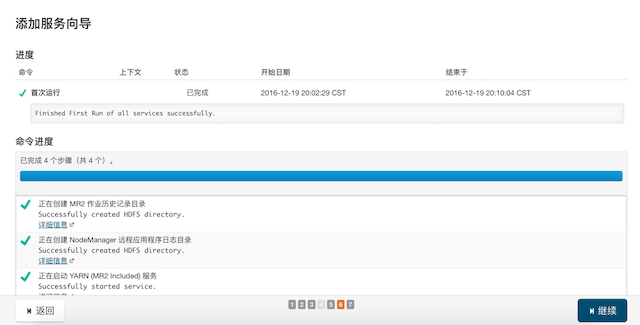 添加服务向导
进度
命令 上下文 状态 开始日期 结束于
首次运行 已完成 2016-12-19 20:02:29 CST 2016-12-19 20:10:04 CST
Finished First Run of all services successfully.
命令进度
已完成 4 个步骤（共 4 个）。
正在创建 MR2 作业历史记录目录
Successfully created HDFS directory.
详细信息
正在创建 NodeManager 远程应用程序日志目录
Successfully created HDFS directory.
详细信息
正在启动 YARN (MR2 Included) 服务
Successfully started service.
详细信息
返回 1 2 3 4 5 6 7 继续